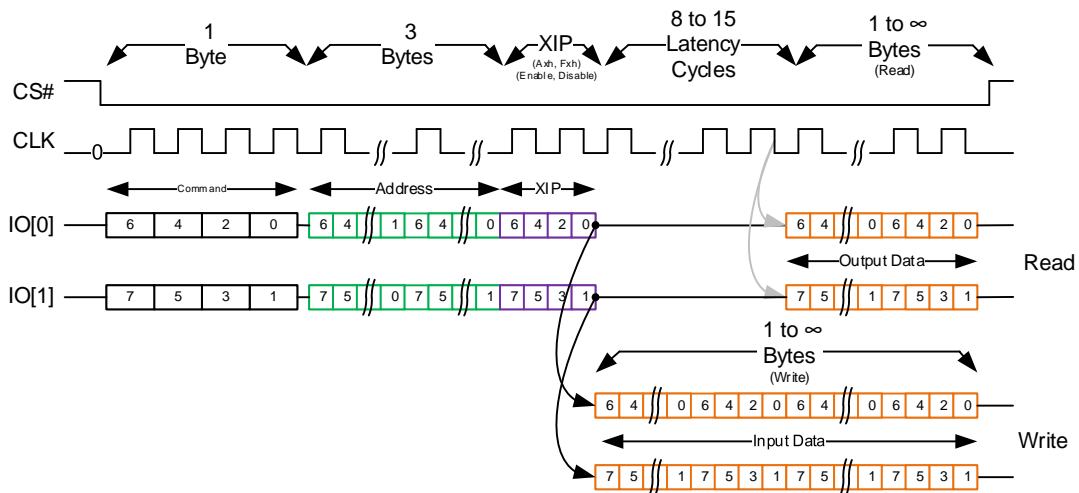 1 Byte
3 Bytes
XIP (Axh, Fxh) (Enable, Disable)
8 to 15 Latency Cycles
1 to ∞ Bytes (Read)
CS#
CLK 0
Command Address XIP
IO[0] 6 4 2 0 6 4 1 6 4 0 6 4 2 0 6 4 0 6 4 2 0
Output Data Read
IO[1] 7 5 3 1 7 5 0 7 5 1 7 5 3 1 7 5 1 7 5 3 1
1 to ∞ Bytes (Write)
6 4 0 6 4 2 0 6 4 0 6 4 2 0
Input Data Write
7 5 1 7 5 3 1 7 5 1 7 5 3 1